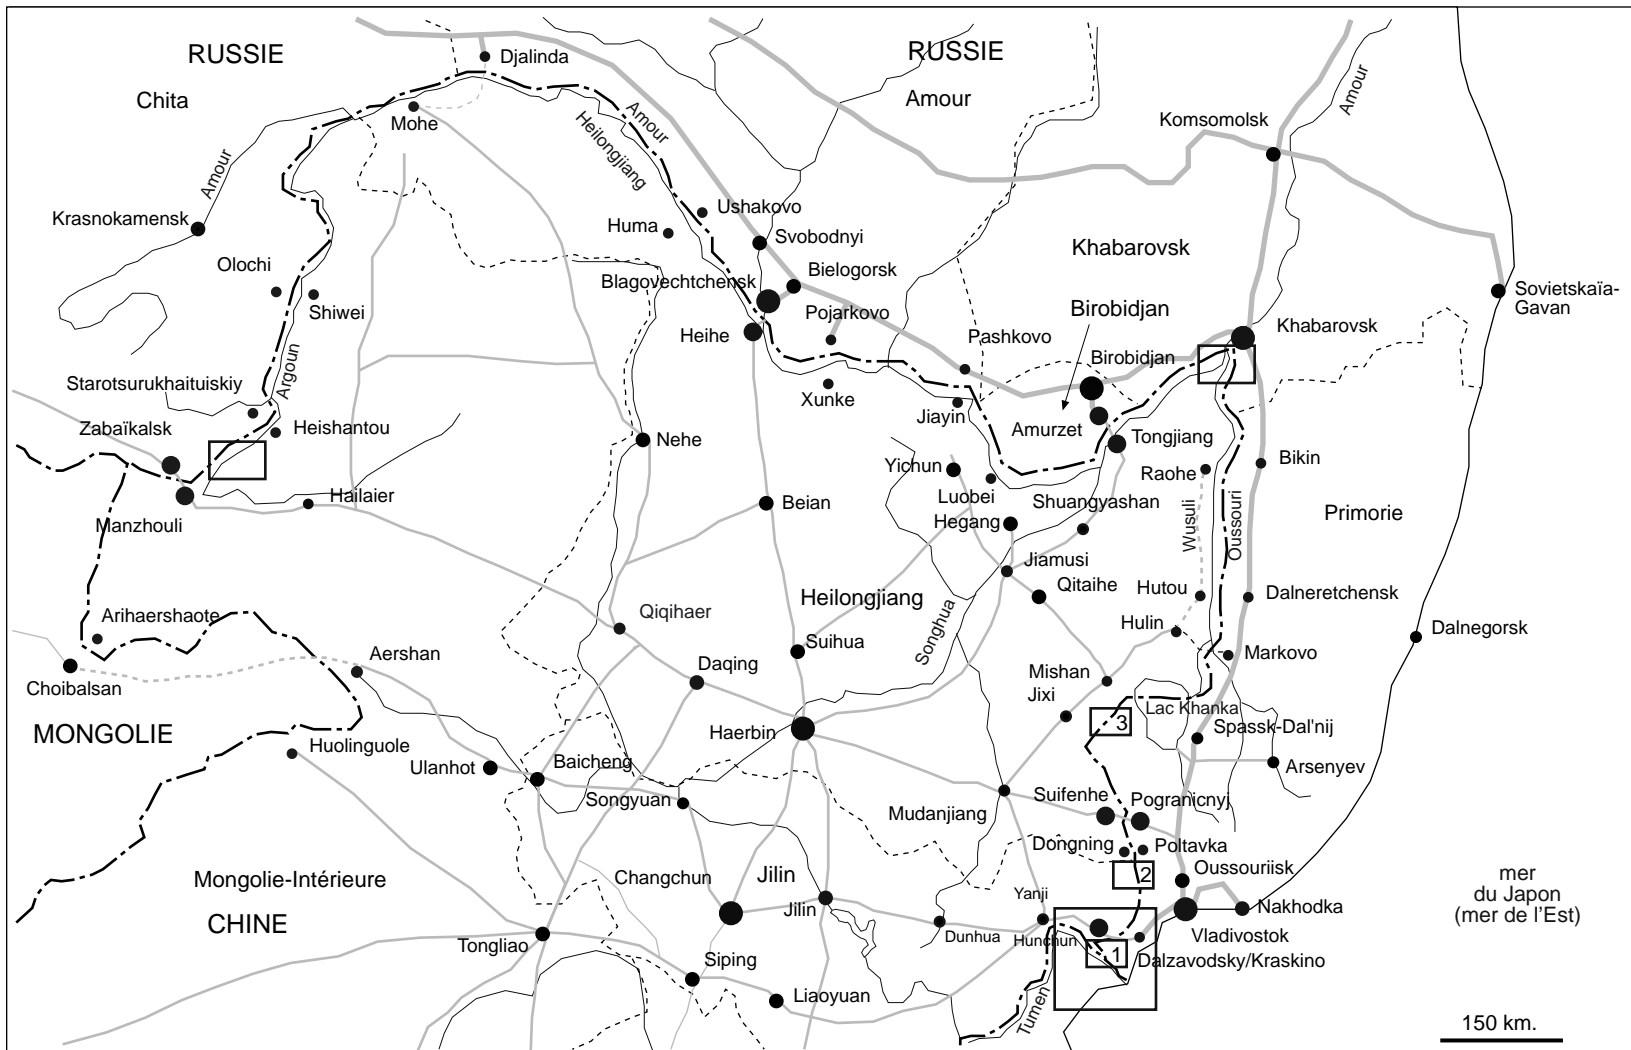 RUSSIE
Chita
Djalinda
RUSSIE
Amour
Amour
Mohe
Amour
Heilongjiang
Komsomolsk
Amour
Krasnokamensk
Olochi
Shiwei
Huma
Ushakovo
Svobodnyi
Blagovechtchensk
Bielogorsk
Pojarkovo
Heihe
Khabarovsk
Birobidjan
Sovietskaïa-
Gavan
Khabarovsk
Pashkovo
Birobidjan
Argoun
Starotsurukhaituiskiy
Zabaïkalsk
Heishantou
Xunke
Jiayin
Amurzet
Tongjiang
Nehe
Yichun
Luobei
Shuangyashan
Raohe
Bikin
Hailaier
Manzhouli
Beian
Hegang
Wusuli
Oussouri
Primorie
Jiamusi
Qitaihe
Hutou
Dalneretchensk
Heilongjiang
Arihaershaote
Qiqihaer
Songhua
Hulin
Dalnegorsk
Choibalsan
Aershan
Suihua
Daqing
Markovo
Mishan
Jixi
Lac Khanka
MONGOLIE
Haerbin
3
Spassk-Dal'nij
Huolinguole
Ulanhot
Baicheng
Arsenyev
Songyuan
Mudanjiang
Suifenhe
Pogranicnyj
Dongning
Poltavka
Mongolie-Intérieure
CHINE
Changchun
Jilin
Jilin
2
Oussouriisk
Yanji
Nakhodka
mer
du Japon
(mer de l'Est)
Tongliao
Dunhua
Hunchun
Vladivostok
1
Dalzavodsky/Kraskino
Siping
Liaoyuan
Tumen
150 km.